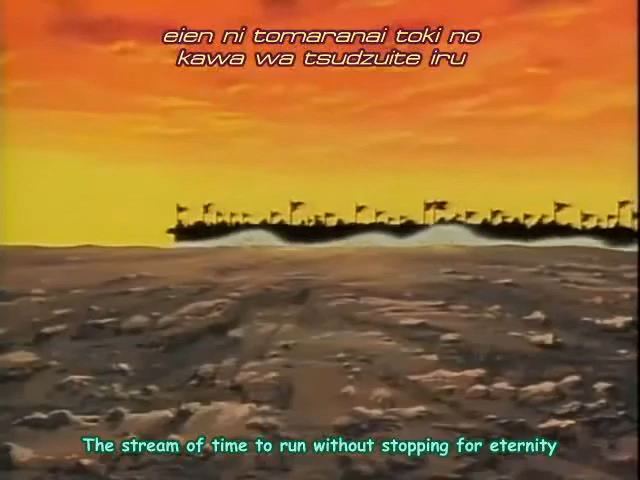 eien ni tomaranai toki no
kawa wa tsudzuite iru
The stream of time to run without stopping for eternity